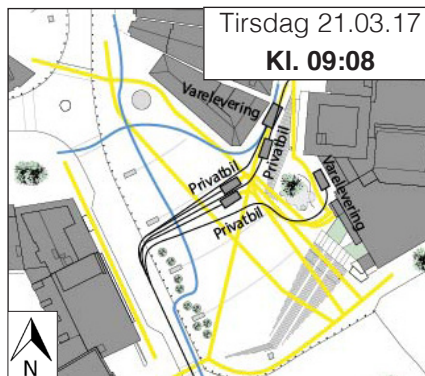 Tirsdag 21.03.17
Kl. 09:08
Varelevering
Privatbil
Varelevering
Privatbil
Privatbil
N